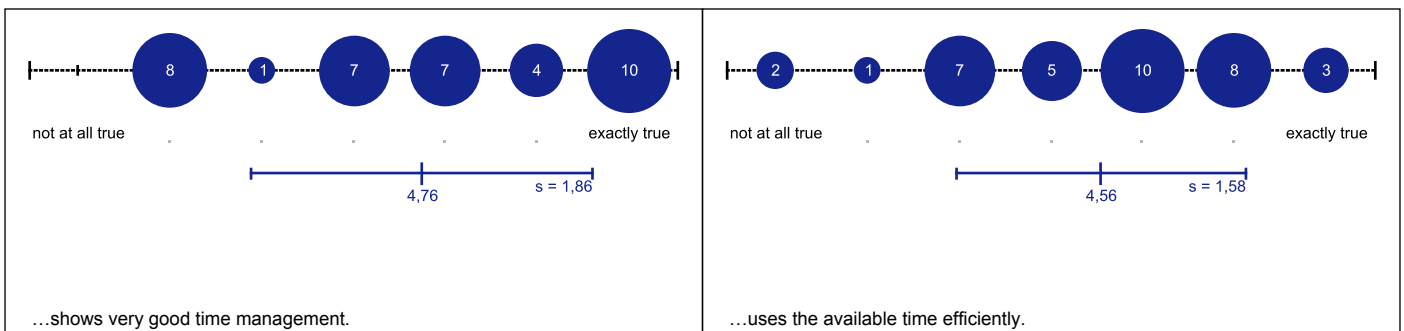 8 1 7 7 4 10
not at all true exactly true
s = 1,86
4,76
…shows very good time management.
2 1 7 5 10 8 3
not at all true exactly true
s = 1,58
4,56
…uses the available time efficiently.